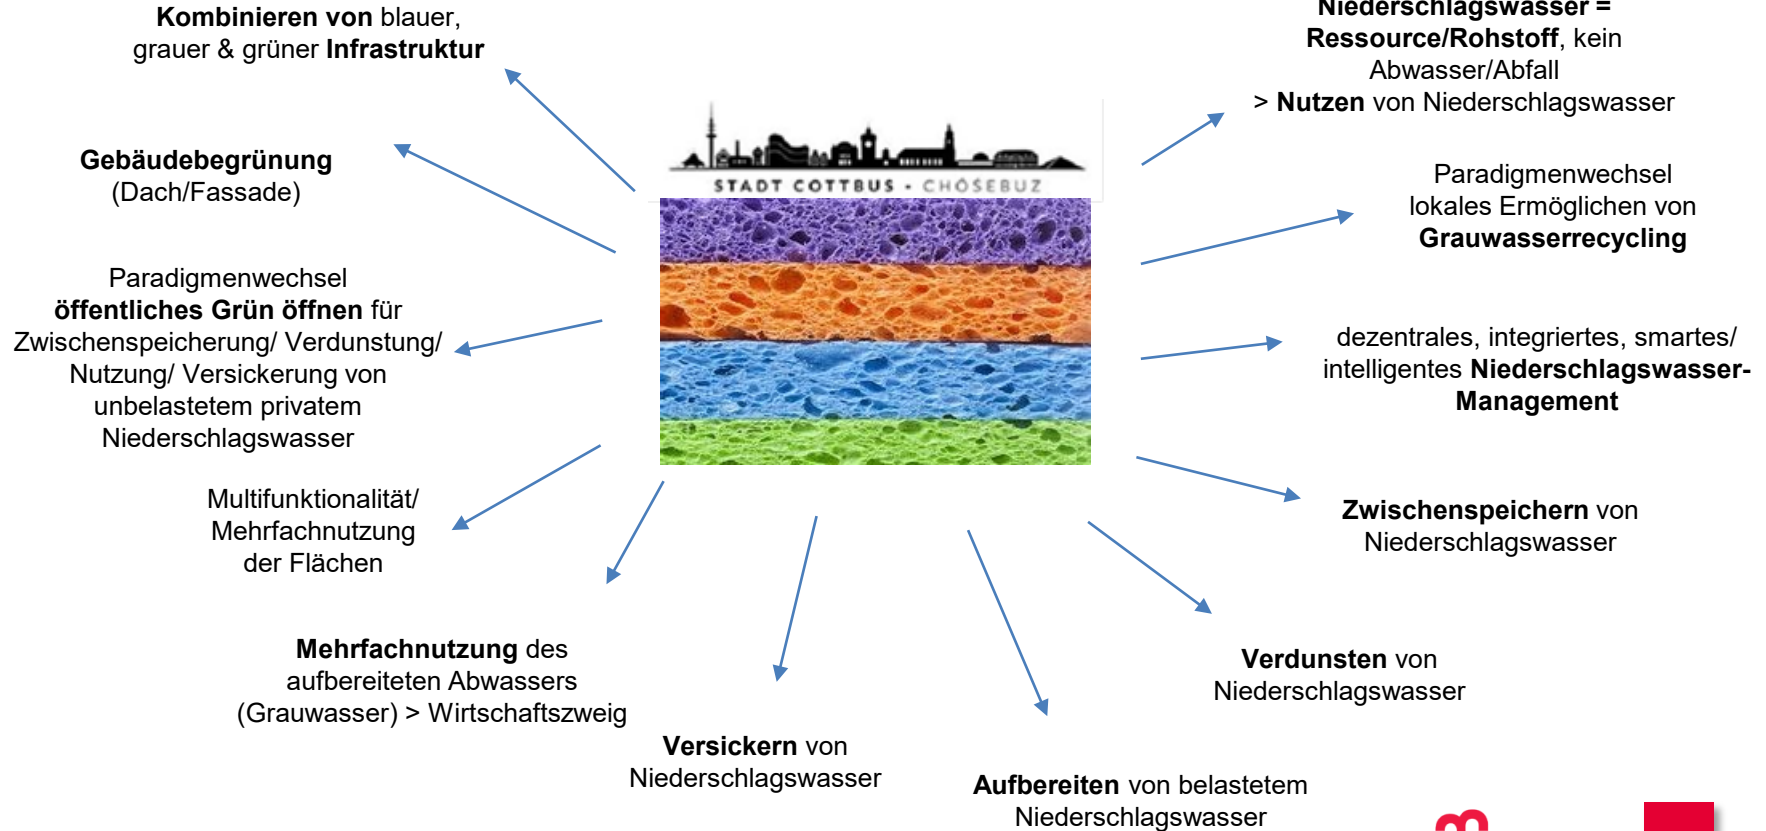 Kombinieren von blauer,
grauer & grüner Infrastruktur
Niederschlagswasser =
Ressource/Rohstoff, kein
Abwasser/Abfall
> Nutzen von Niederschlagswasser
STADT COTTBUS · CHÓŚEBUZ
Gebäudebegrünung
(Dach/Fassade)
Paradigmenwechsel
lokales Ermöglichen von
Grauwasserrecycling
Paradigmenwechsel
öffentliches Grün öffnen für
Zwischenspeicherung/ Verdunstung/
Nutzung/ Versickerung von
unbelastetem privatem
Niederschlagswasser
dezentrales, integriertes, smartes/
intelligentes Niederschlagswasser-
Management
Multifunktionalität/
Mehrfachnutzung
der Flächen
Zwischenspeichern von
Niederschlagswasser
Mehrfachnutzung des
aufbereiteten Abwassers
(Grauwasser) > Wirtschaftszweig
Verdunsten von
Niederschlagswasser
Versickern von
Niederschlagswasser
Aufbereiten von belastetem
Niederschlagswasser